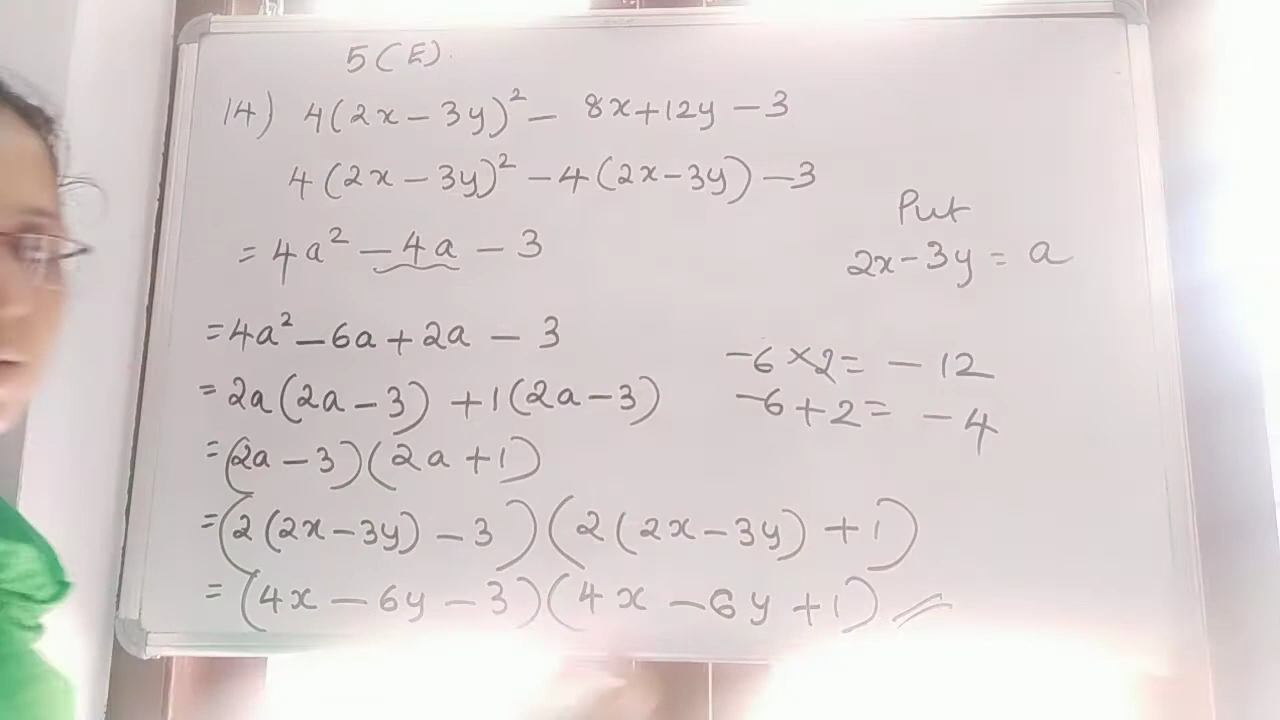 5(E).
14) 4(2x - 3y)² - 8x + 12y - 3
4(2x - 3y)² - 4(2x - 3y) - 3
Put
2x - 3y = a
= 4a² - 4a - 3
= 4a² - 6a + 2a - 3
-6 × 2 = - 12
-6 + 2 = - 4
= 2a(2a - 3) + 1(2a - 3)
= (2a - 3)(2a + 1)
= (2(2x - 3y) - 3)(2(2x - 3y) + 1)
= (4x - 6y - 3)(4x - 6y + 1)